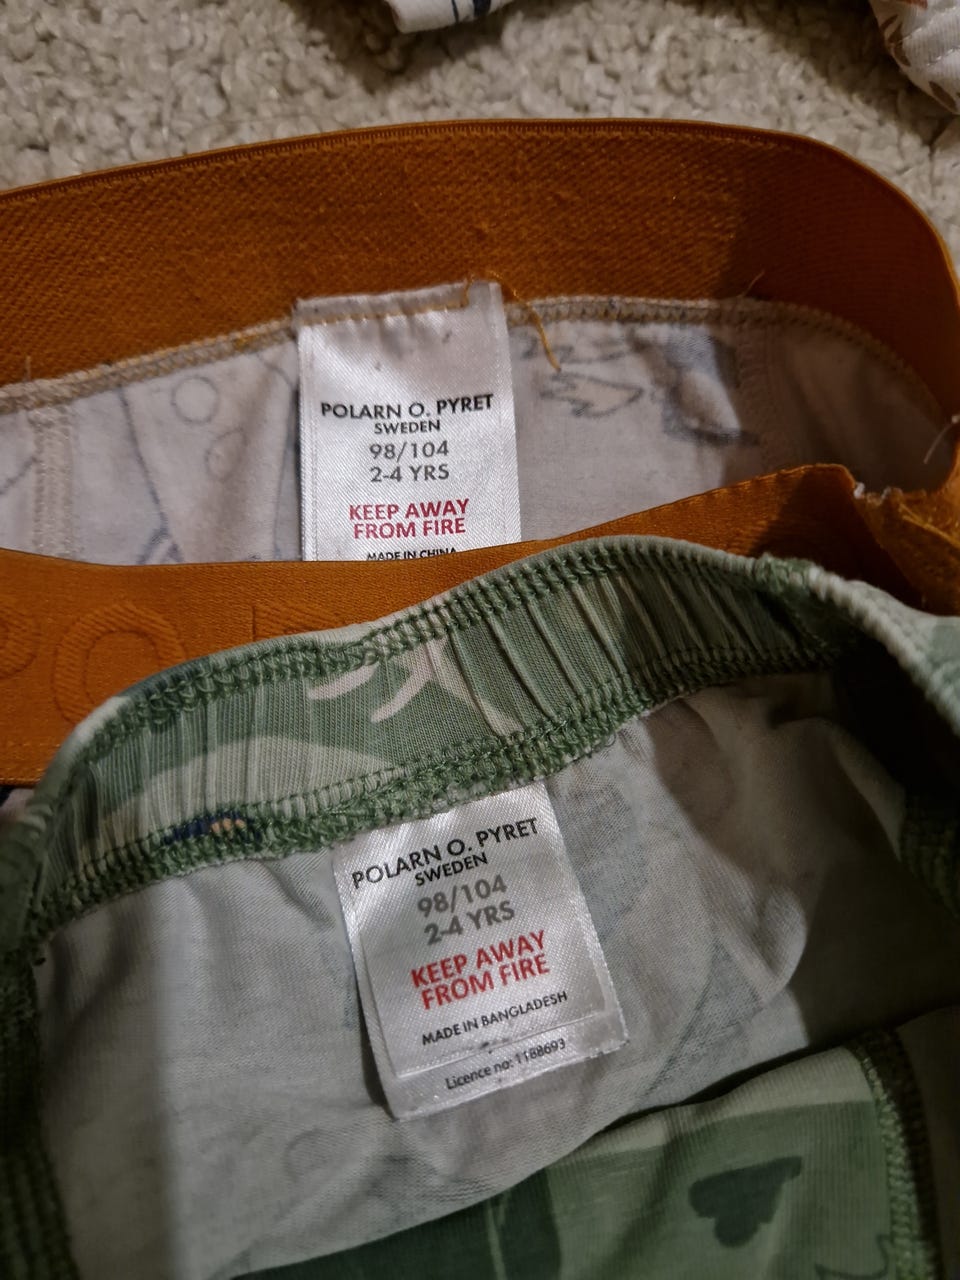 POLARN O. PYRET
SWEDEN
98/104
2-4 YRS
KEEP AWAY
FROM FIRE
MADE IN CHINA
PO
POLARN O. PYRET
SWEDEN
98/104
2-4 YRS
KEEP AWAY
FROM FIRE
MADE IN BANGLADESH
Licence no: 1188693